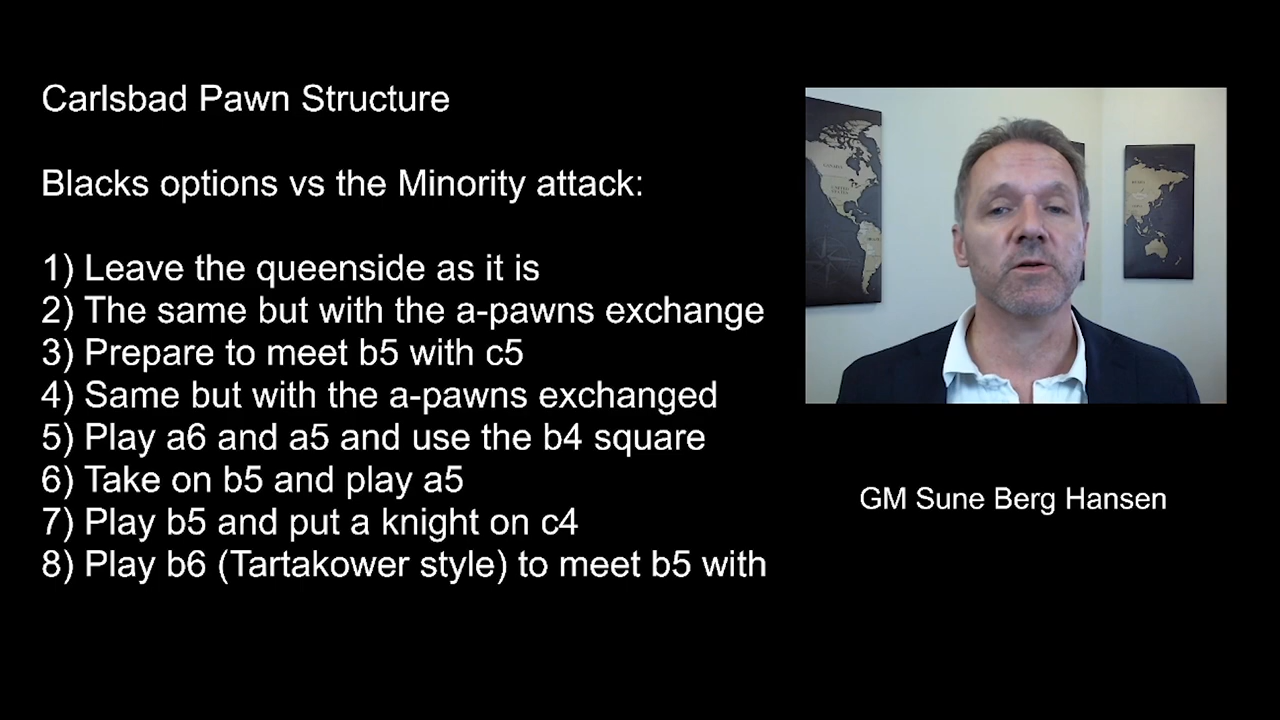 Carlsbad Pawn Structure
Blacks options vs the Minority attack:
1) Leave the queenside as it is
2) The same but with the a-pawns exchange
3) Prepare to meet b5 with c5
4) Same but with the a-pawns exchanged
5) Play a6 and a5 and use the b4 square
6) Take on b5 and play a5
7) Play b5 and put a knight on c4
8) Play b6 (Tartakower style) to meet b5 with
GM Sune Berg Hansen